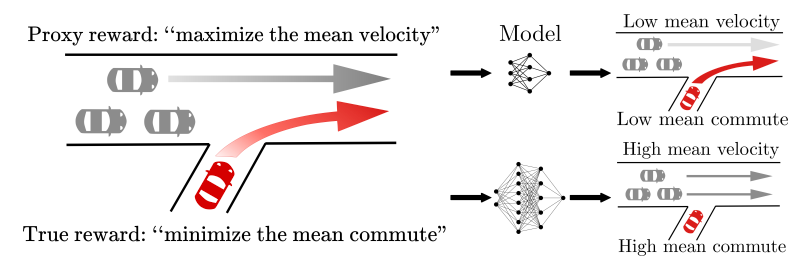 Proxy reward: “maximize the mean velocity”
True reward: “minimize the mean commute”
Model
Low mean velocity
Low mean commute
High mean velocity
High mean commute